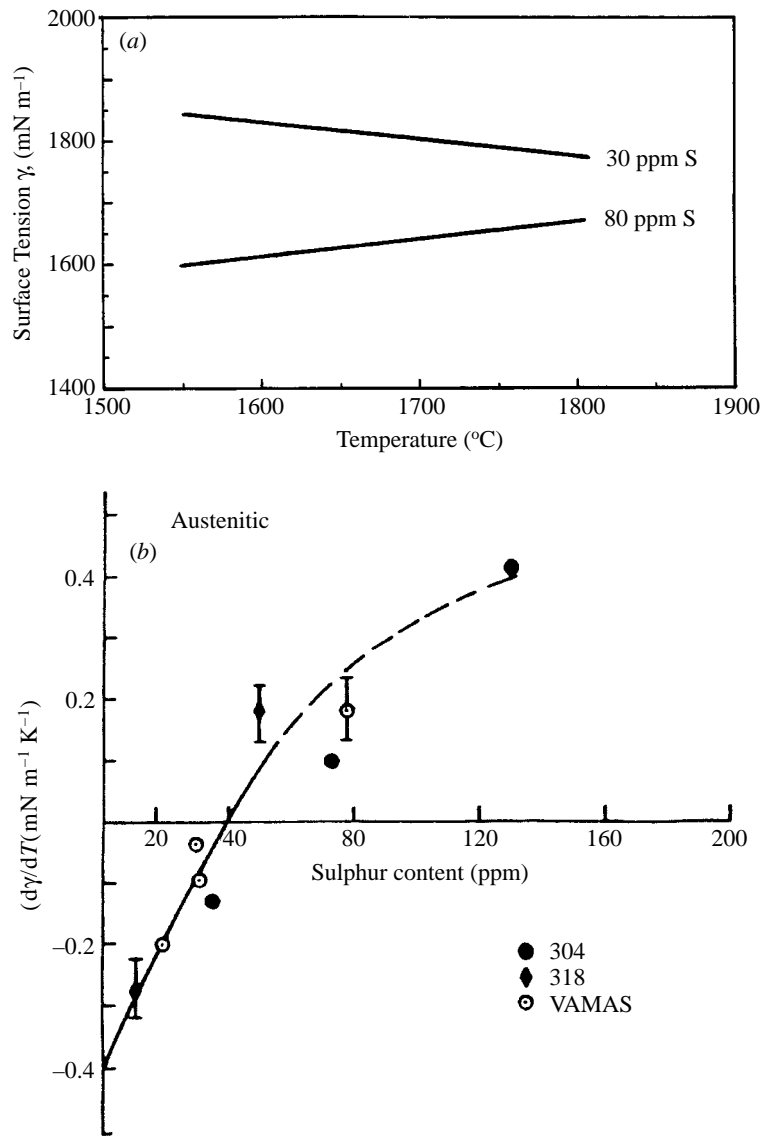 2000
(a)
1800
1600
1400
Surface Tension γ, (mN m⁻¹)
30 ppm S
80 ppm S
1500 1600 1700 1800 1900
Temperature (°C)
Austenitic
(b)
0.4
0.2
20 40 80 120 160 200
Sulphur content (ppm)
(dγ/dT(mN m⁻¹ K⁻¹)
−0.2
−0.4
304
318
VAMAS